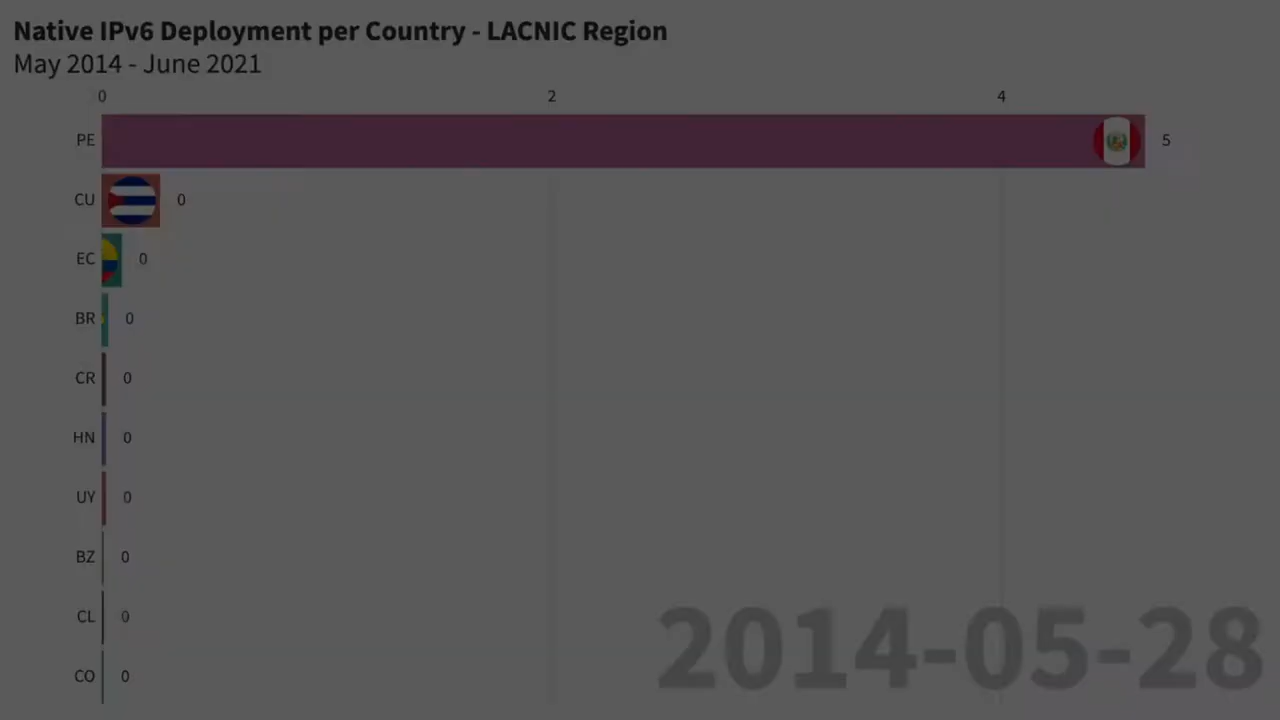 Native IPv6 Deployment per Country - LACNIC Region
May 2014 - June 2021
0 2 4
PE 5
CU 0
EC 0
BR 0
CR 0
HN 0
UY 0
BZ 0
CL 0
CO 0
2014-05-28